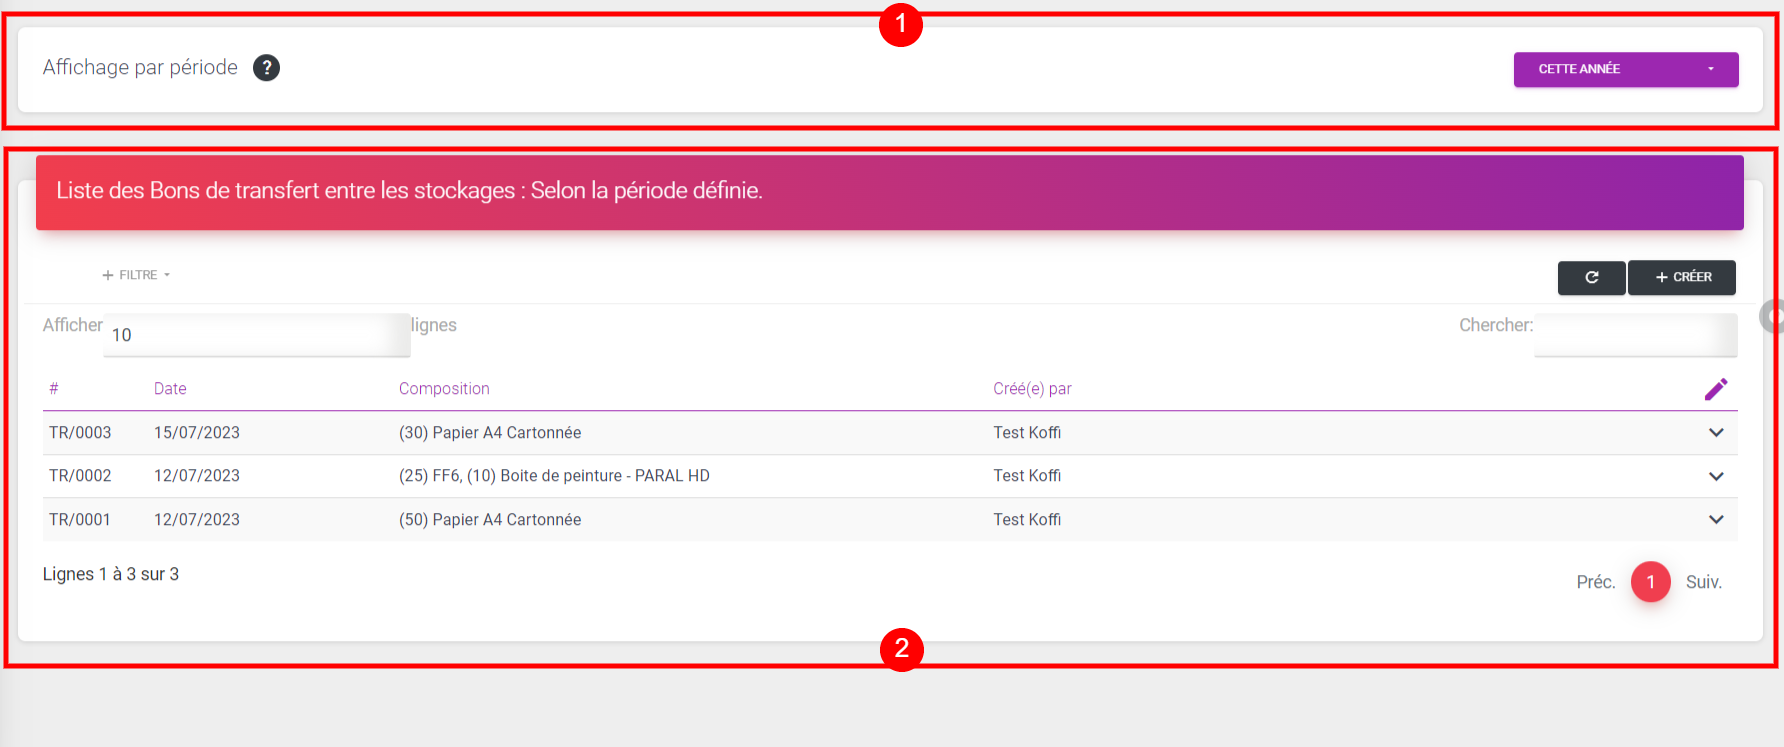 1
Affichage par période ?
CETTE ANNÉE
Liste des Bons de transfert entre les stockages : Selon la période définie.
+ FILTRE
+ CRÉER
Afficher 10 lignes
Chercher:
# Date Composition Créé(e) par
TR/0003 15/07/2023 (30) Papier A4 Cartonnée Test Koffi
TR/0002 12/07/2023 (25) FF6, (10) Boite de peinture - PARAL HD Test Koffi
TR/0001 12/07/2023 (50) Papier A4 Cartonnée Test Koffi
Lignes 1 à 3 sur 3
Préc. 1 Suiv.
2